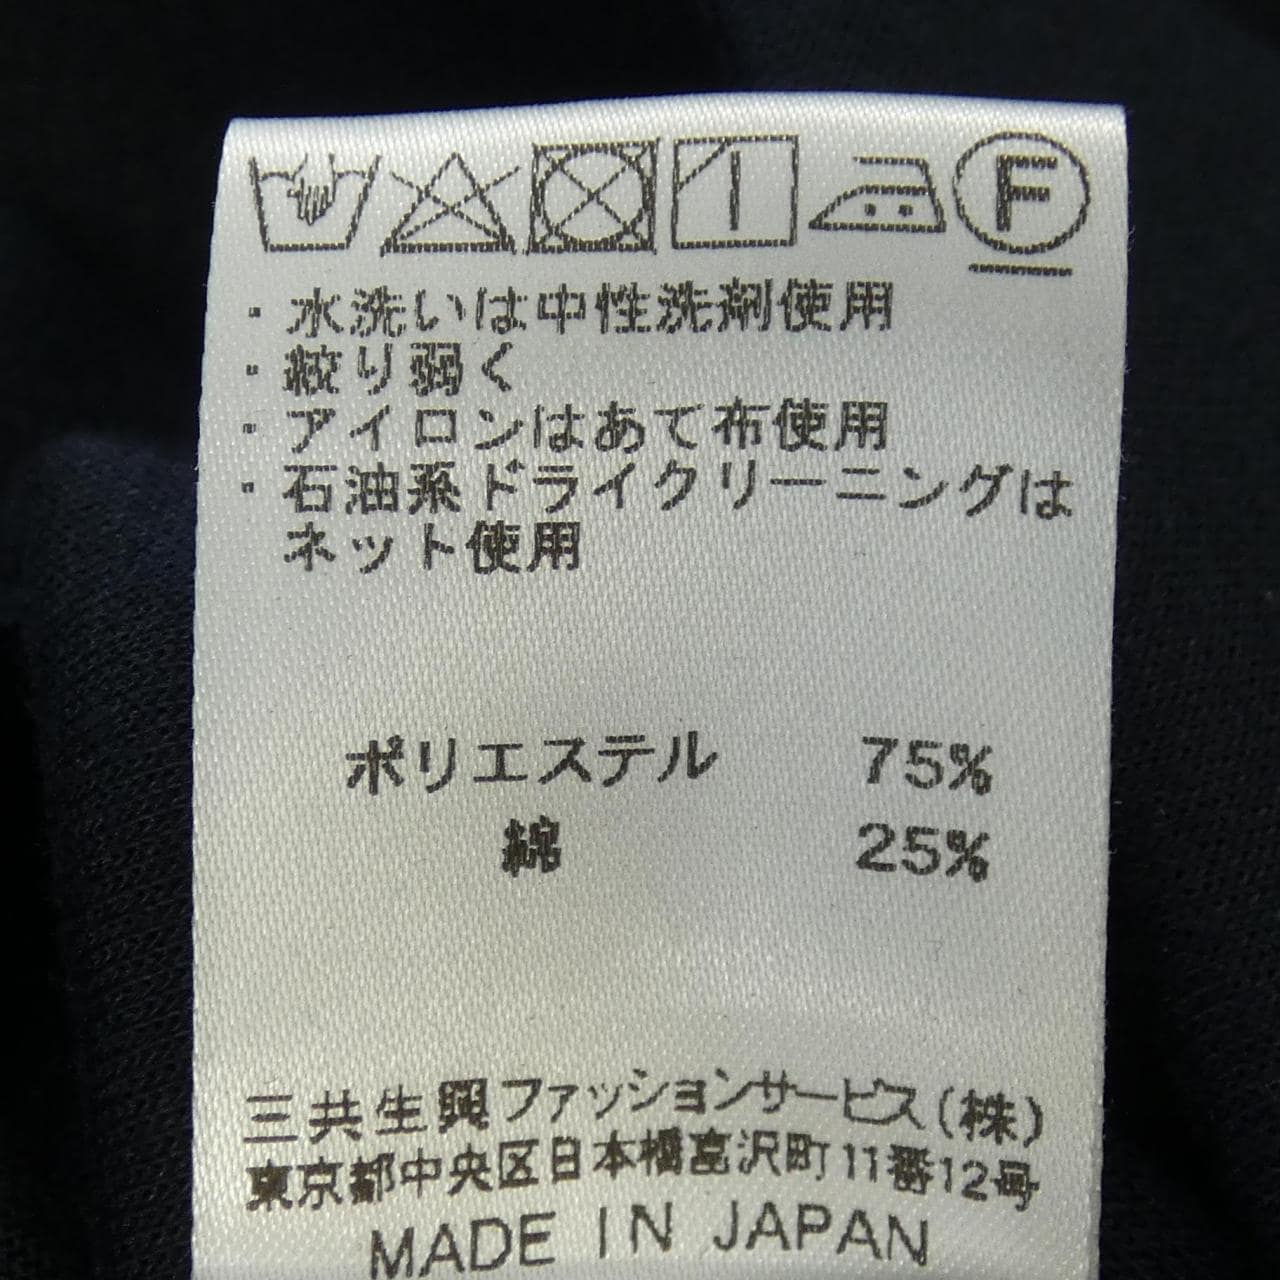 F
・水洗いは中性洗剤使用
・絞り弱く
・アイロンはあて布使用
・石油系ドライクリーニングは
ネット使用
ポリエステル 75%
綿 25%
三共生興ファッションサービス(株)
東京都中央区日本橋富沢町11番12号
MADE IN JAPAN